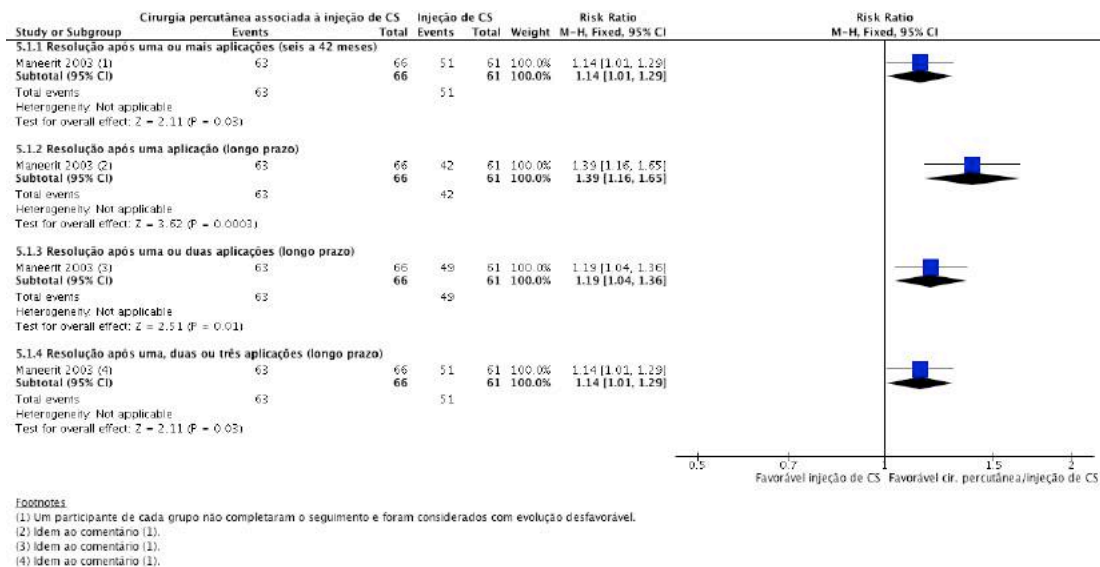 Cirurgia percutânea associada à injeção de CS Injeção de CS Risk Ratio Risk Ratio
Study or Subgroup Events Total Events Total Weight M-H, Fixed, 95% CI M-H, Fixed, 95% CI
5.1.1 Resolução após uma ou mais aplicações (seis a 42 meses)
Maneerit 2003 (1) 63 66 51 61 100.0% 1.14 [1.01, 1.29]
Subtotal (95% CI) 66 61 100.0% 1.14 [1.01, 1.29]
Total events 63 51
Heterogeneity: Not applicable
Test for overall effect: Z = 2.11 (P = 0.03)
5.1.2 Resolução após uma aplicação (longo prazo)
Maneerit 2003 (2) 63 66 42 61 100.0% 1.39 [1.16, 1.65]
Subtotal (95% CI) 66 61 100.0% 1.39 [1.16, 1.65]
Total events 63 42
Heterogeneity: Not applicable
Test for overall effect: Z = 3.62 (P = 0.0003)
5.1.3 Resolução após uma ou duas aplicações (longo prazo)
Maneerit 2003 (3) 63 66 49 61 100.0% 1.19 [1.04, 1.36]
Subtotal (95% CI) 66 61 100.0% 1.19 [1.04, 1.36]
Total events 63 49
Heterogeneity: Not applicable
Test for overall effect: Z = 2.51 (P = 0.01)
5.1.4 Resolução após uma, duas ou três aplicações (longo prazo)
Maneerit 2003 (4) 63 66 51 61 100.0% 1.14 [1.01, 1.29]
Subtotal (95% CI) 66 61 100.0% 1.14 [1.01, 1.29]
Total events 63 51
Heterogeneity: Not applicable
Test for overall effect: Z = 2.11 (P = 0.03)
0.5 0.7 1 1.5 2
Favorável injeção de CS Favorável cir. percutânea/injeção de CS
Footnotes
(1) Um participante de cada grupo não completaram o seguimento e foram considerados com evolução desfavorável.
(2) Idem ao comentário (1).
(3) Idem ao comentário (1).
(4) Idem ao comentário (1).